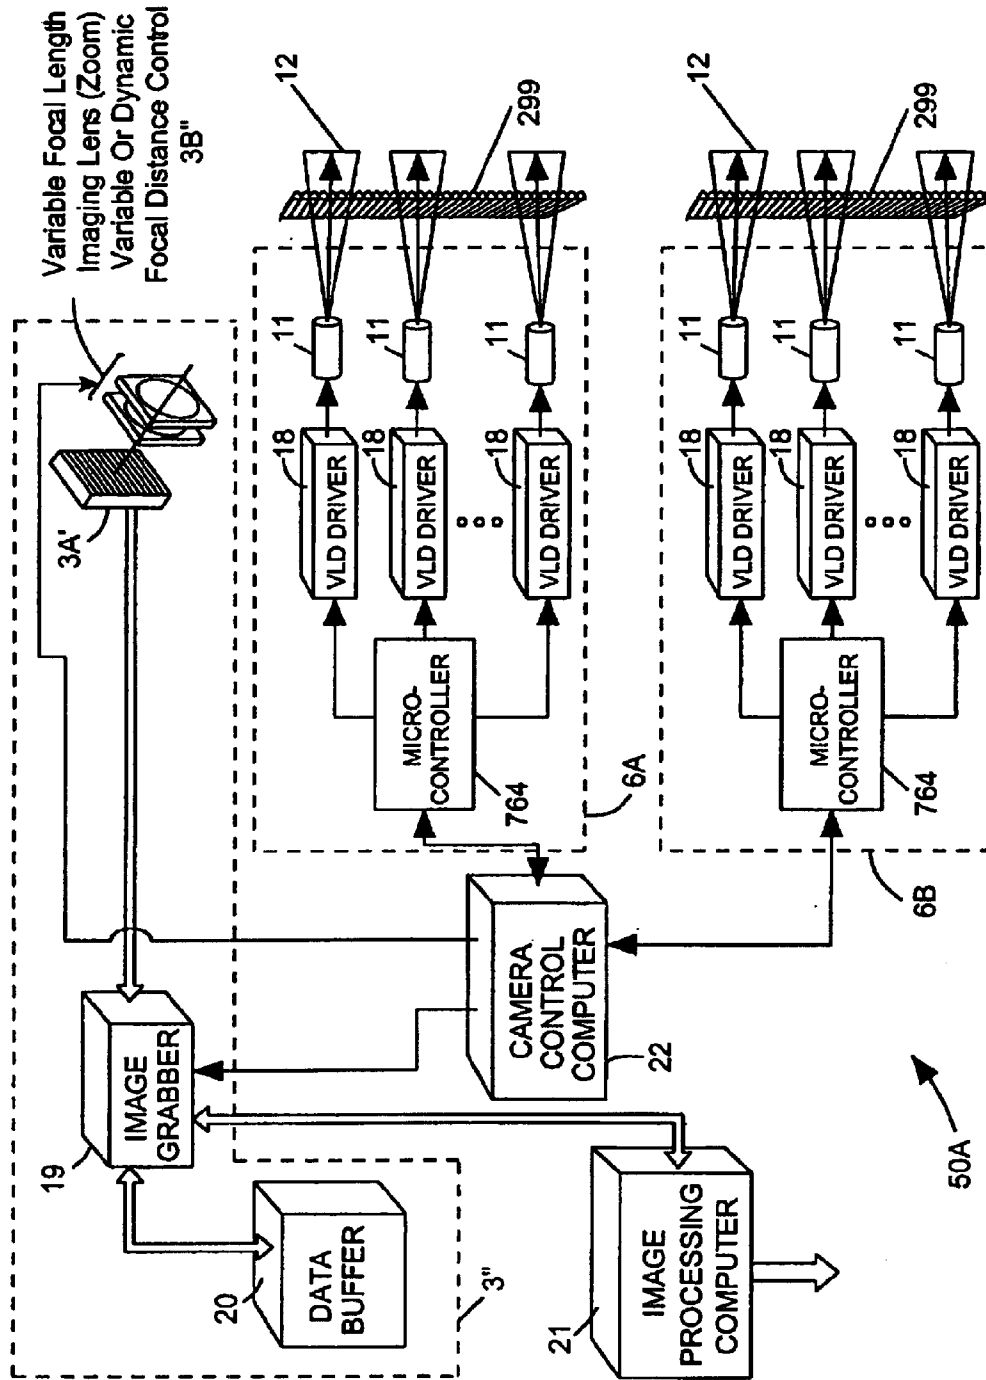 Variable Focal Length
Imaging Lens (Zoom)
Variable Or Dynamic
Focal Distance Control
3B"
3A'
19
IMAGE
GRABBER
20
DATA
BUFFER
3"
21
IMAGE
PROCESSING
COMPUTER
CAMERA
CONTROL
COMPUTER
22
50A
MICRO-
CONTROLLER
764
6A
18
VLD DRIVER
11
18
VLD DRIVER
11
18
VLD DRIVER
11
12
299
MICRO-
CONTROLLER
764
6B
18
VLD DRIVER
11
18
VLD DRIVER
11
18
VLD DRIVER
11
12
299